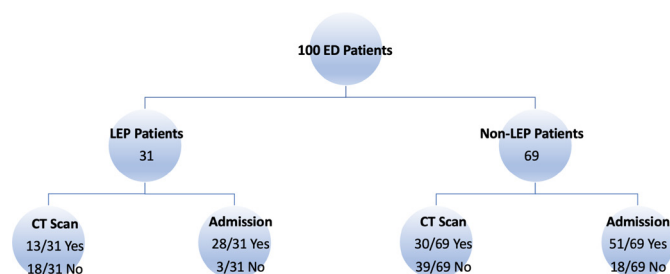 100 ED Patients
LEP Patients
31
Non-LEP Patients
69
CT Scan
13/31 Yes
18/31 No
Admission
28/31 Yes
3/31 No
CT Scan
30/69 Yes
39/69 No
Admission
51/69 Yes
18/69 No